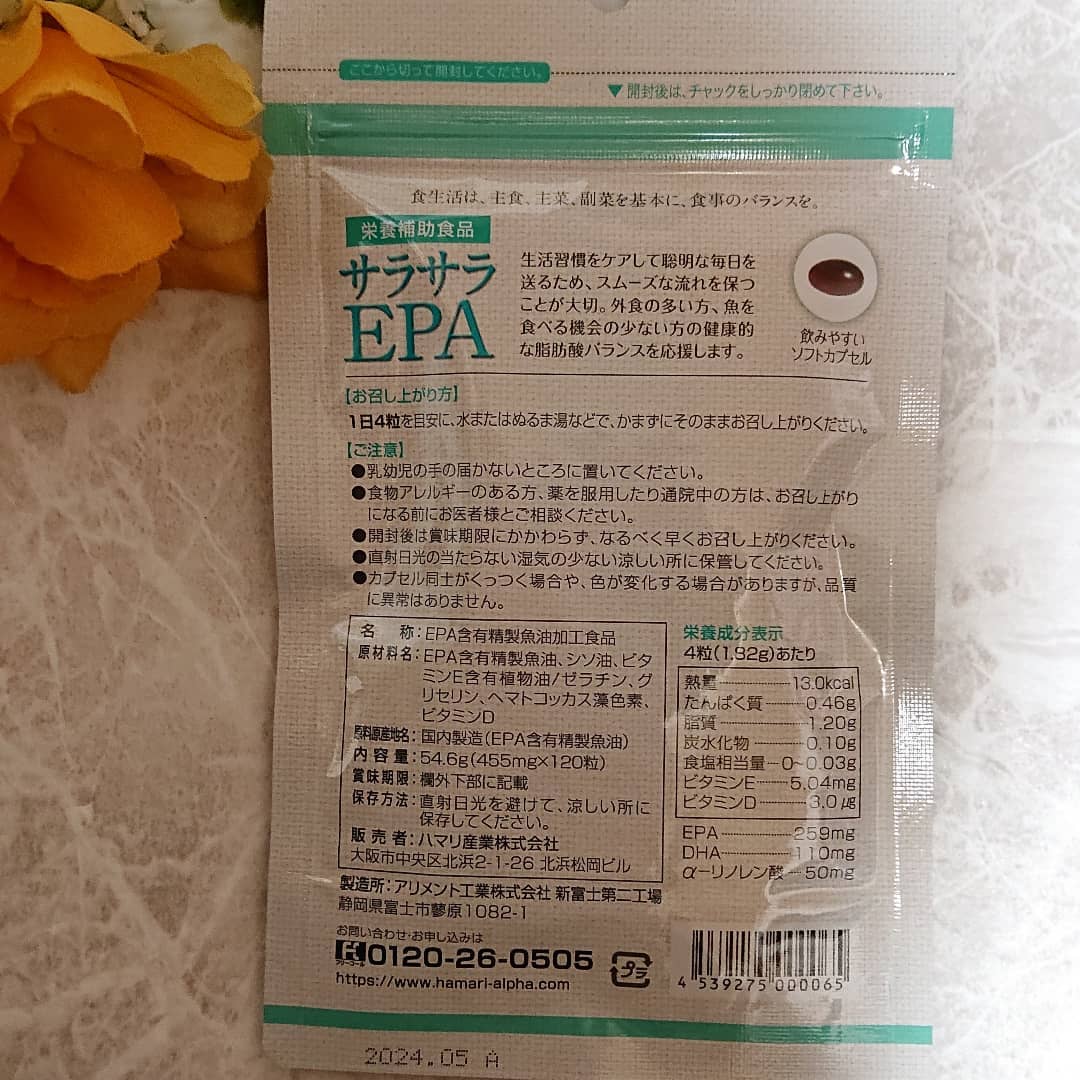 ここから切って開封してください。
▼開封後は、チャックをしっかり閉めて下さい。
食生活は、主食、主菜、副菜を基本に、食事のバランスを。
栄養補助食品
サラサラ
EPA
生活習慣をケアして聡明な毎日を
送るため、スムーズな流れを保つ
ことが大切。外食の多い方、魚を
食べる機会の少ない方の健康的
な脂肪酸バランスを応援します。
飲みやすい
ソフトカプセル
【お召し上がり方】
1日4粒を目安に、水またはぬるま湯などで、かまずにそのままお召し上がりください。
【ご注意】
●乳幼児の手の届かないところに置いてください。
●食物アレルギーのある方、薬を服用したり通院中の方は、お召し上がり
になる前にお医者様とご相談ください。
●開封後は賞味期限にかかわらず、なるべく早くお召し上がりください。
●直射日光の当たらない湿気の少ない涼しい所に保管してください。
●カプセル同士がくっつく場合や、色が変化する場合がありますが、品質
に異常はありません。
名 称：EPA含有精製魚油加工食品
原材料名：EPA含有精製魚油、シソ油、ビタ
ミンE含有植物油/ゼラチン、グ
リセリン、ヘマトコッカス藻色素、
ビタミンD
原料原産地名：国内製造(EPA含有精製魚油)
内 容 量：54.6g(455mg×120粒)
賞味期限：欄外下部に記載
保存方法：直射日光を避けて、涼しい所に
保存してください。
販 売 者：ハマリ産業株式会社
大阪市中央区北浜2-1-26 北浜松岡ビル
製造所：アリメント工業株式会社 新富士第二工場
静岡県富士市蓼原1082-1
お問い合わせ・お申し込みは
フリーコール
0120-26-0505
https://www.hamari-alpha.com
プラ
栄養成分表示
4粒(1.82g)あたり
熱量 13.0kcal
たんぱく質 0.46g
脂質 1.20g
炭水化物 0.10g
食塩相当量 0~0.03g
ビタミンE 5.04mg
ビタミンD 3.0μg
EPA 259mg
DHA 110mg
α-リノレン酸 50mg
4 539275 000065
2024.05 A